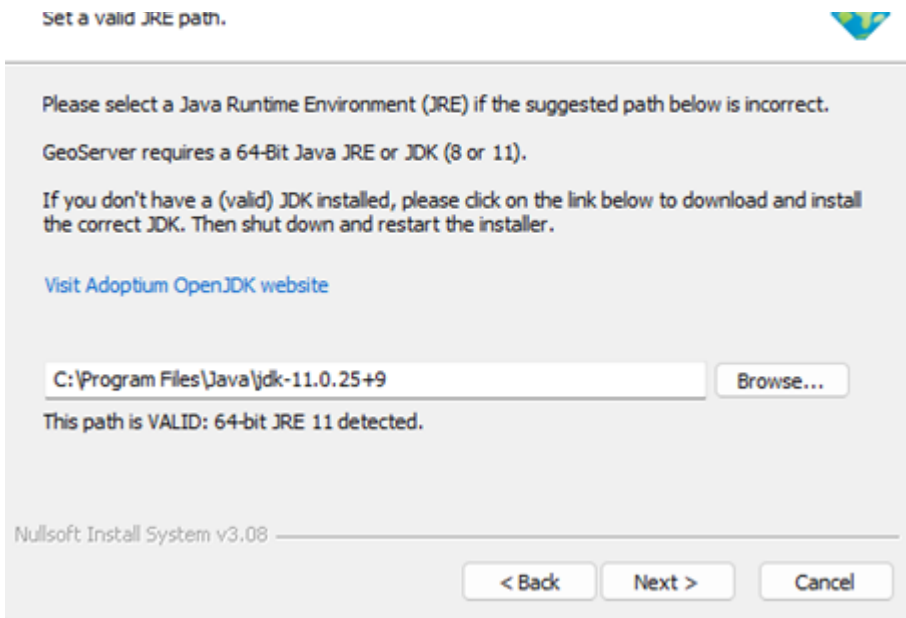 Set a valid JRE path.
Please select a Java Runtime Environment (JRE) if the suggested path below is incorrect.
GeoServer requires a 64-Bit Java JRE or JDK (8 or 11).
If you don't have a (valid) JDK installed, please click on the link below to download and install
the correct JDK. Then shut down and restart the installer.
Visit Adoptium OpenJDK website
C:\Program Files\Java\jdk-11.0.25+9
Browse...
This path is VALID: 64-bit JRE 11 detected.
Nullsoft Install System v3.08
< Back
Next >
Cancel